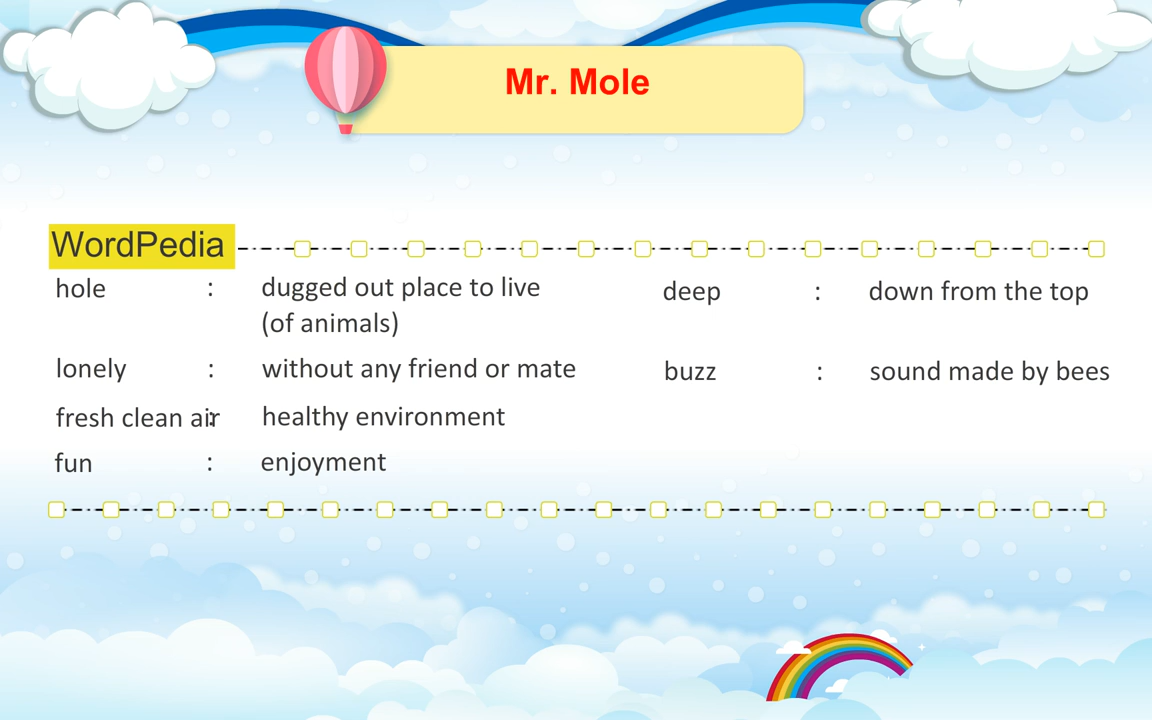 Mr. Mole
WordPedia
hole : dugged out place to live
(of animals)
lonely : without any friend or mate
fresh clean air : healthy environment
fun : enjoyment
deep : down from the top
buzz : sound made by bees